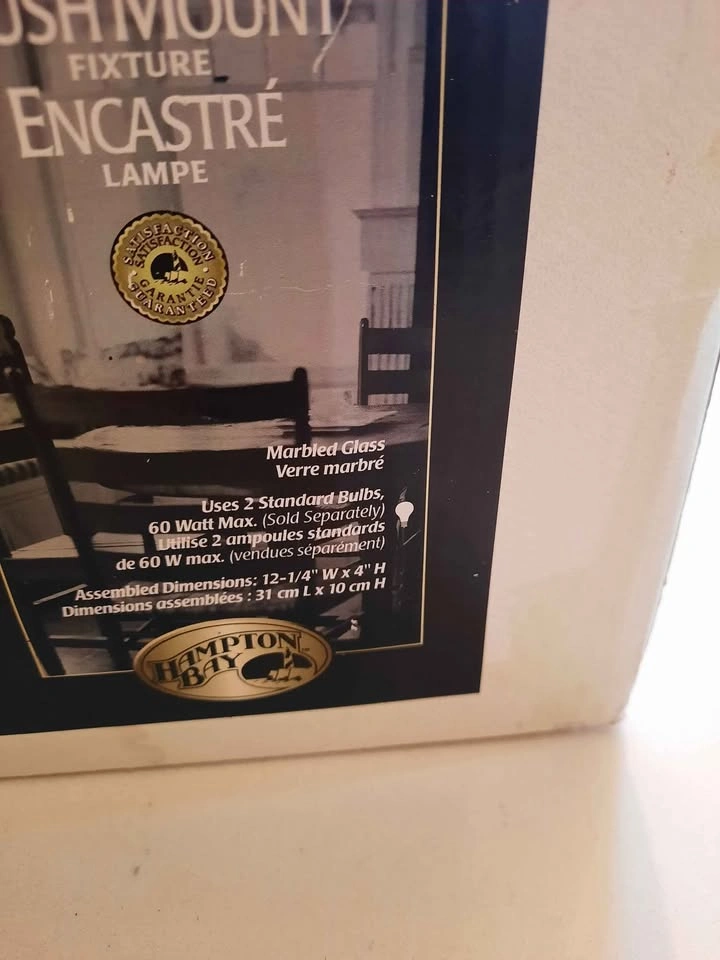 USH MOUNT
FIXTURE
ENCASTRÉ
LAMPE
SATISFACTION
SATISFACTION
GARANTIE
GUARANTEED
Marbled Glass
Verre marbré
Uses 2 Standard Bulbs,
60 Watt Max. (Sold Separately)
Utilise 2 ampoules standards
de 60 W max. (vendues séparément)
Assembled Dimensions: 12-1/4" W x 4" H
Dimensions assemblées : 31 cm L x 10 cm H
HAMPTON
BAY